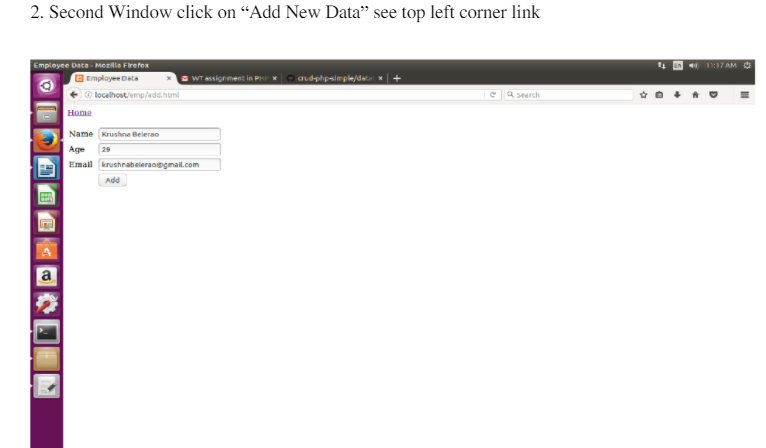 2. Second Window click on “Add New Data” see top left corner link
Employee Data - Mozilla Firefox
En
11:17 AM
Employee Data
WT assignment in PHP
crud-php-simple/data
localhost/emp/add.html
Search
Home
Name Krushna Belerao
Age 29
Email krushnabelerao@gmail.com
Add